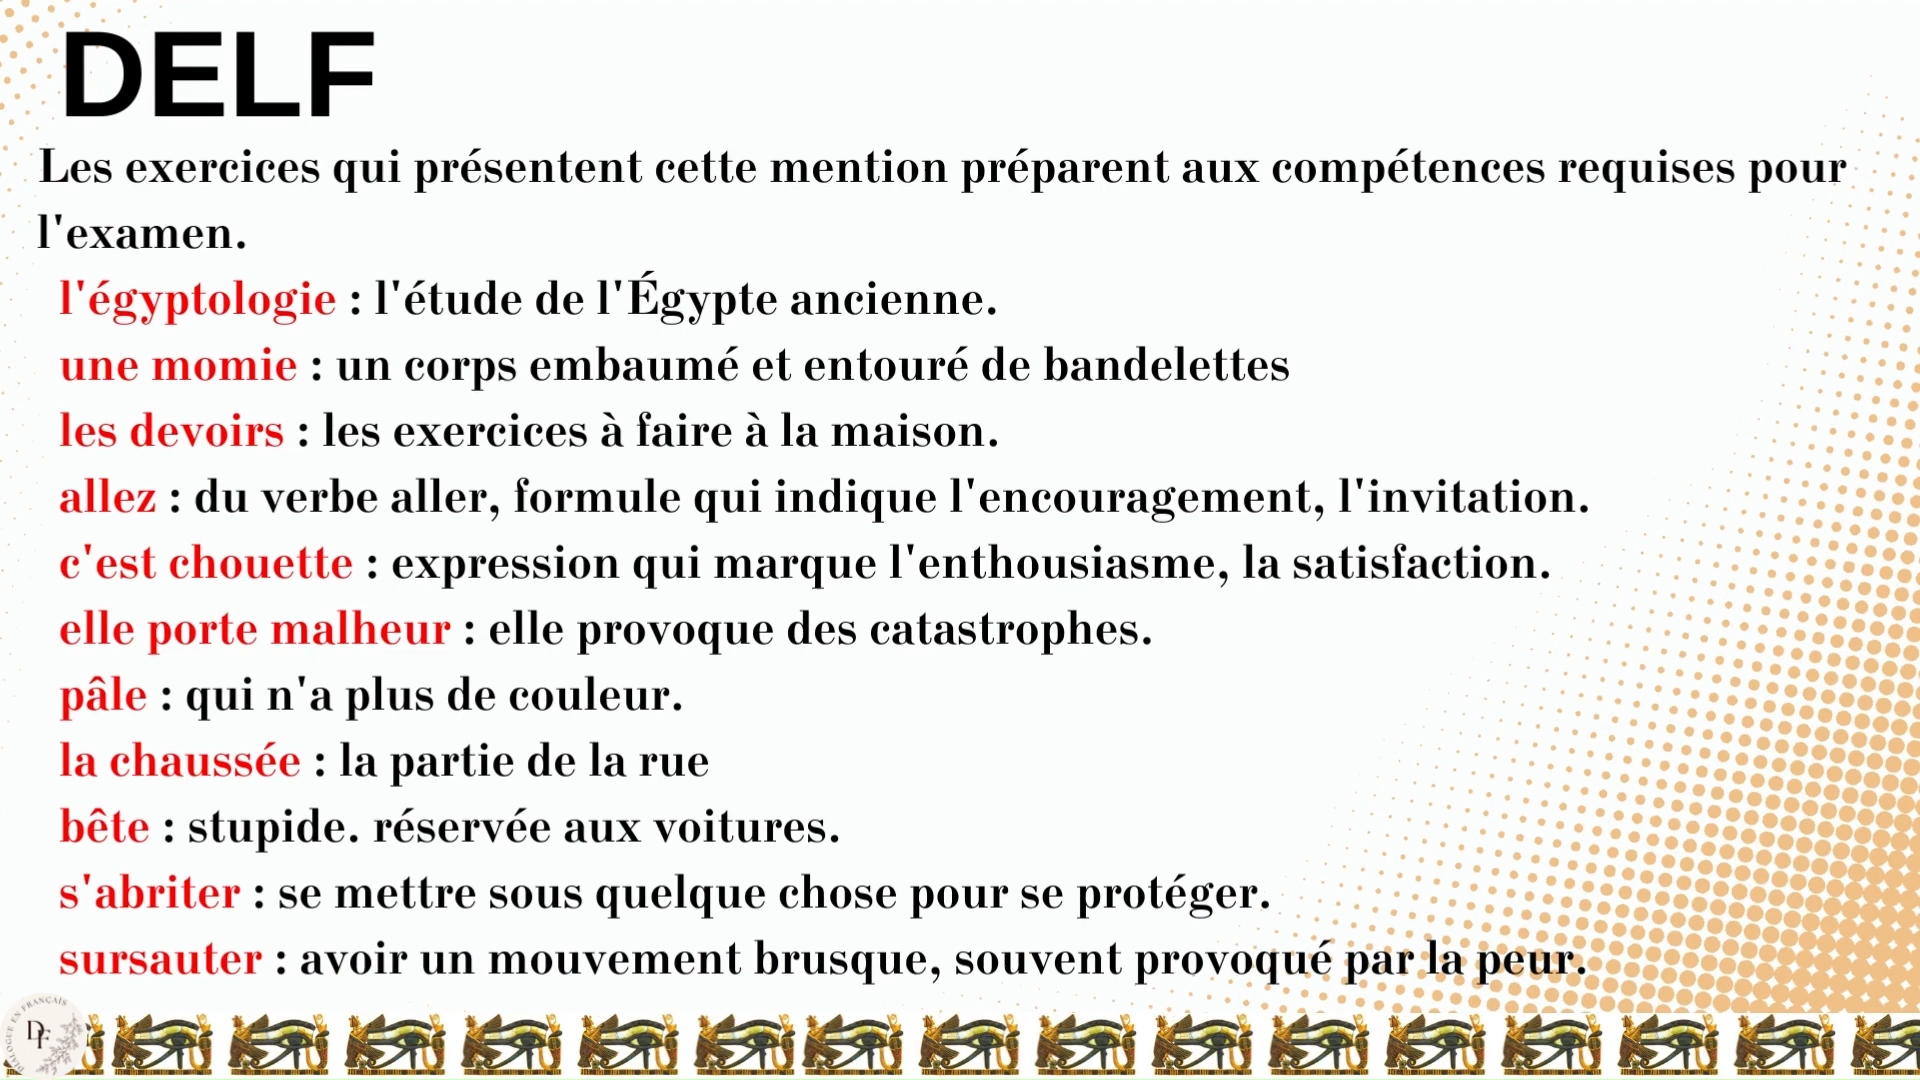 DELF
Les exercices qui présentent cette mention préparent aux compétences requises pour
l'examen.
l'égyptologie : l'étude de l'Égypte ancienne.
une momie : un corps embaumé et entouré de bandelettes
les devoirs : les exercices à faire à la maison.
allez : du verbe aller, formule qui indique l'encouragement, l'invitation.
c'est chouette : expression qui marque l'enthousiasme, la satisfaction.
elle porte malheur : elle provoque des catastrophes.
pâle : qui n'a plus de couleur.
la chaussée : la partie de la rue
bête : stupide. réservée aux voitures.
s'abriter : se mettre sous quelque chose pour se protéger.
sursauter : avoir un mouvement brusque, souvent provoqué par la peur.
DIALOGUE EN FRANÇAIS
DF